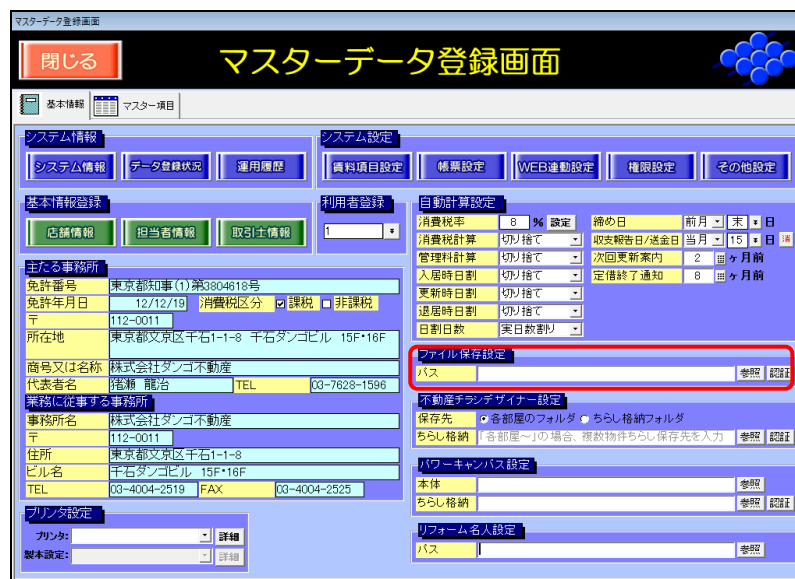 マスターデータ登録画面
閉じる マスターデータ登録画面
基本情報 マスター項目
システム情報
システム情報 データ登録状況 運用履歴
システム設定
賃料項目設定 帳票設定 WEB連動設定 権限設定 その他設定
基本情報登録
店舗情報 担当者情報 取引士情報
利用者登録
1
主たる事務所
免許番号 東京都知事(1)第3804618号
免許年月日 12/12/19 消費税区分 課税 非課税
〒 112-0011
所在地 東京都文京区千石1-1-8 千石ダンゴビル 15F・16F
商号又は名称 株式会社ダンゴ不動産
代表者名 猪瀬 龍治 TEL 03-7628-1596
業務に従事する事務所
事務所名 株式会社ダンゴ不動産
〒 112-0011
住所 東京都文京区千石1-1-8
ビル名 千石ダンゴビル 15F・16F
TEL 03-4004-2519 FAX 03-4004-2525
プリンタ設定
プリンタ: 詳細
製本設定: 詳細
自動計算設定
消費税率 8 % 設定 締め日 前月 末 日
消費税計算 切り捨て 収支報告日/送金日 当月 15 日 消
管理料計算 切り捨て 次回更新案内 2 ヶ月前
入居時日割 切り捨て 定借終了通知 8 ヶ月前
更新時日割 切り捨て
退居時日割 切り捨て
日割日数 実日数割り
ファイル保存設定
パス 参照 認証
不動産チラシデザイナー設定
保存先 各部屋のフォルダ ちらし格納フォルダ
ちらし格納 「各部屋～」の場合、複数物件ちらし保存先を入力 参照 認証
パワーキャンバス設定
本体 参照
ちらし格納 参照 認証
リフォーム名人設定
パス 参照